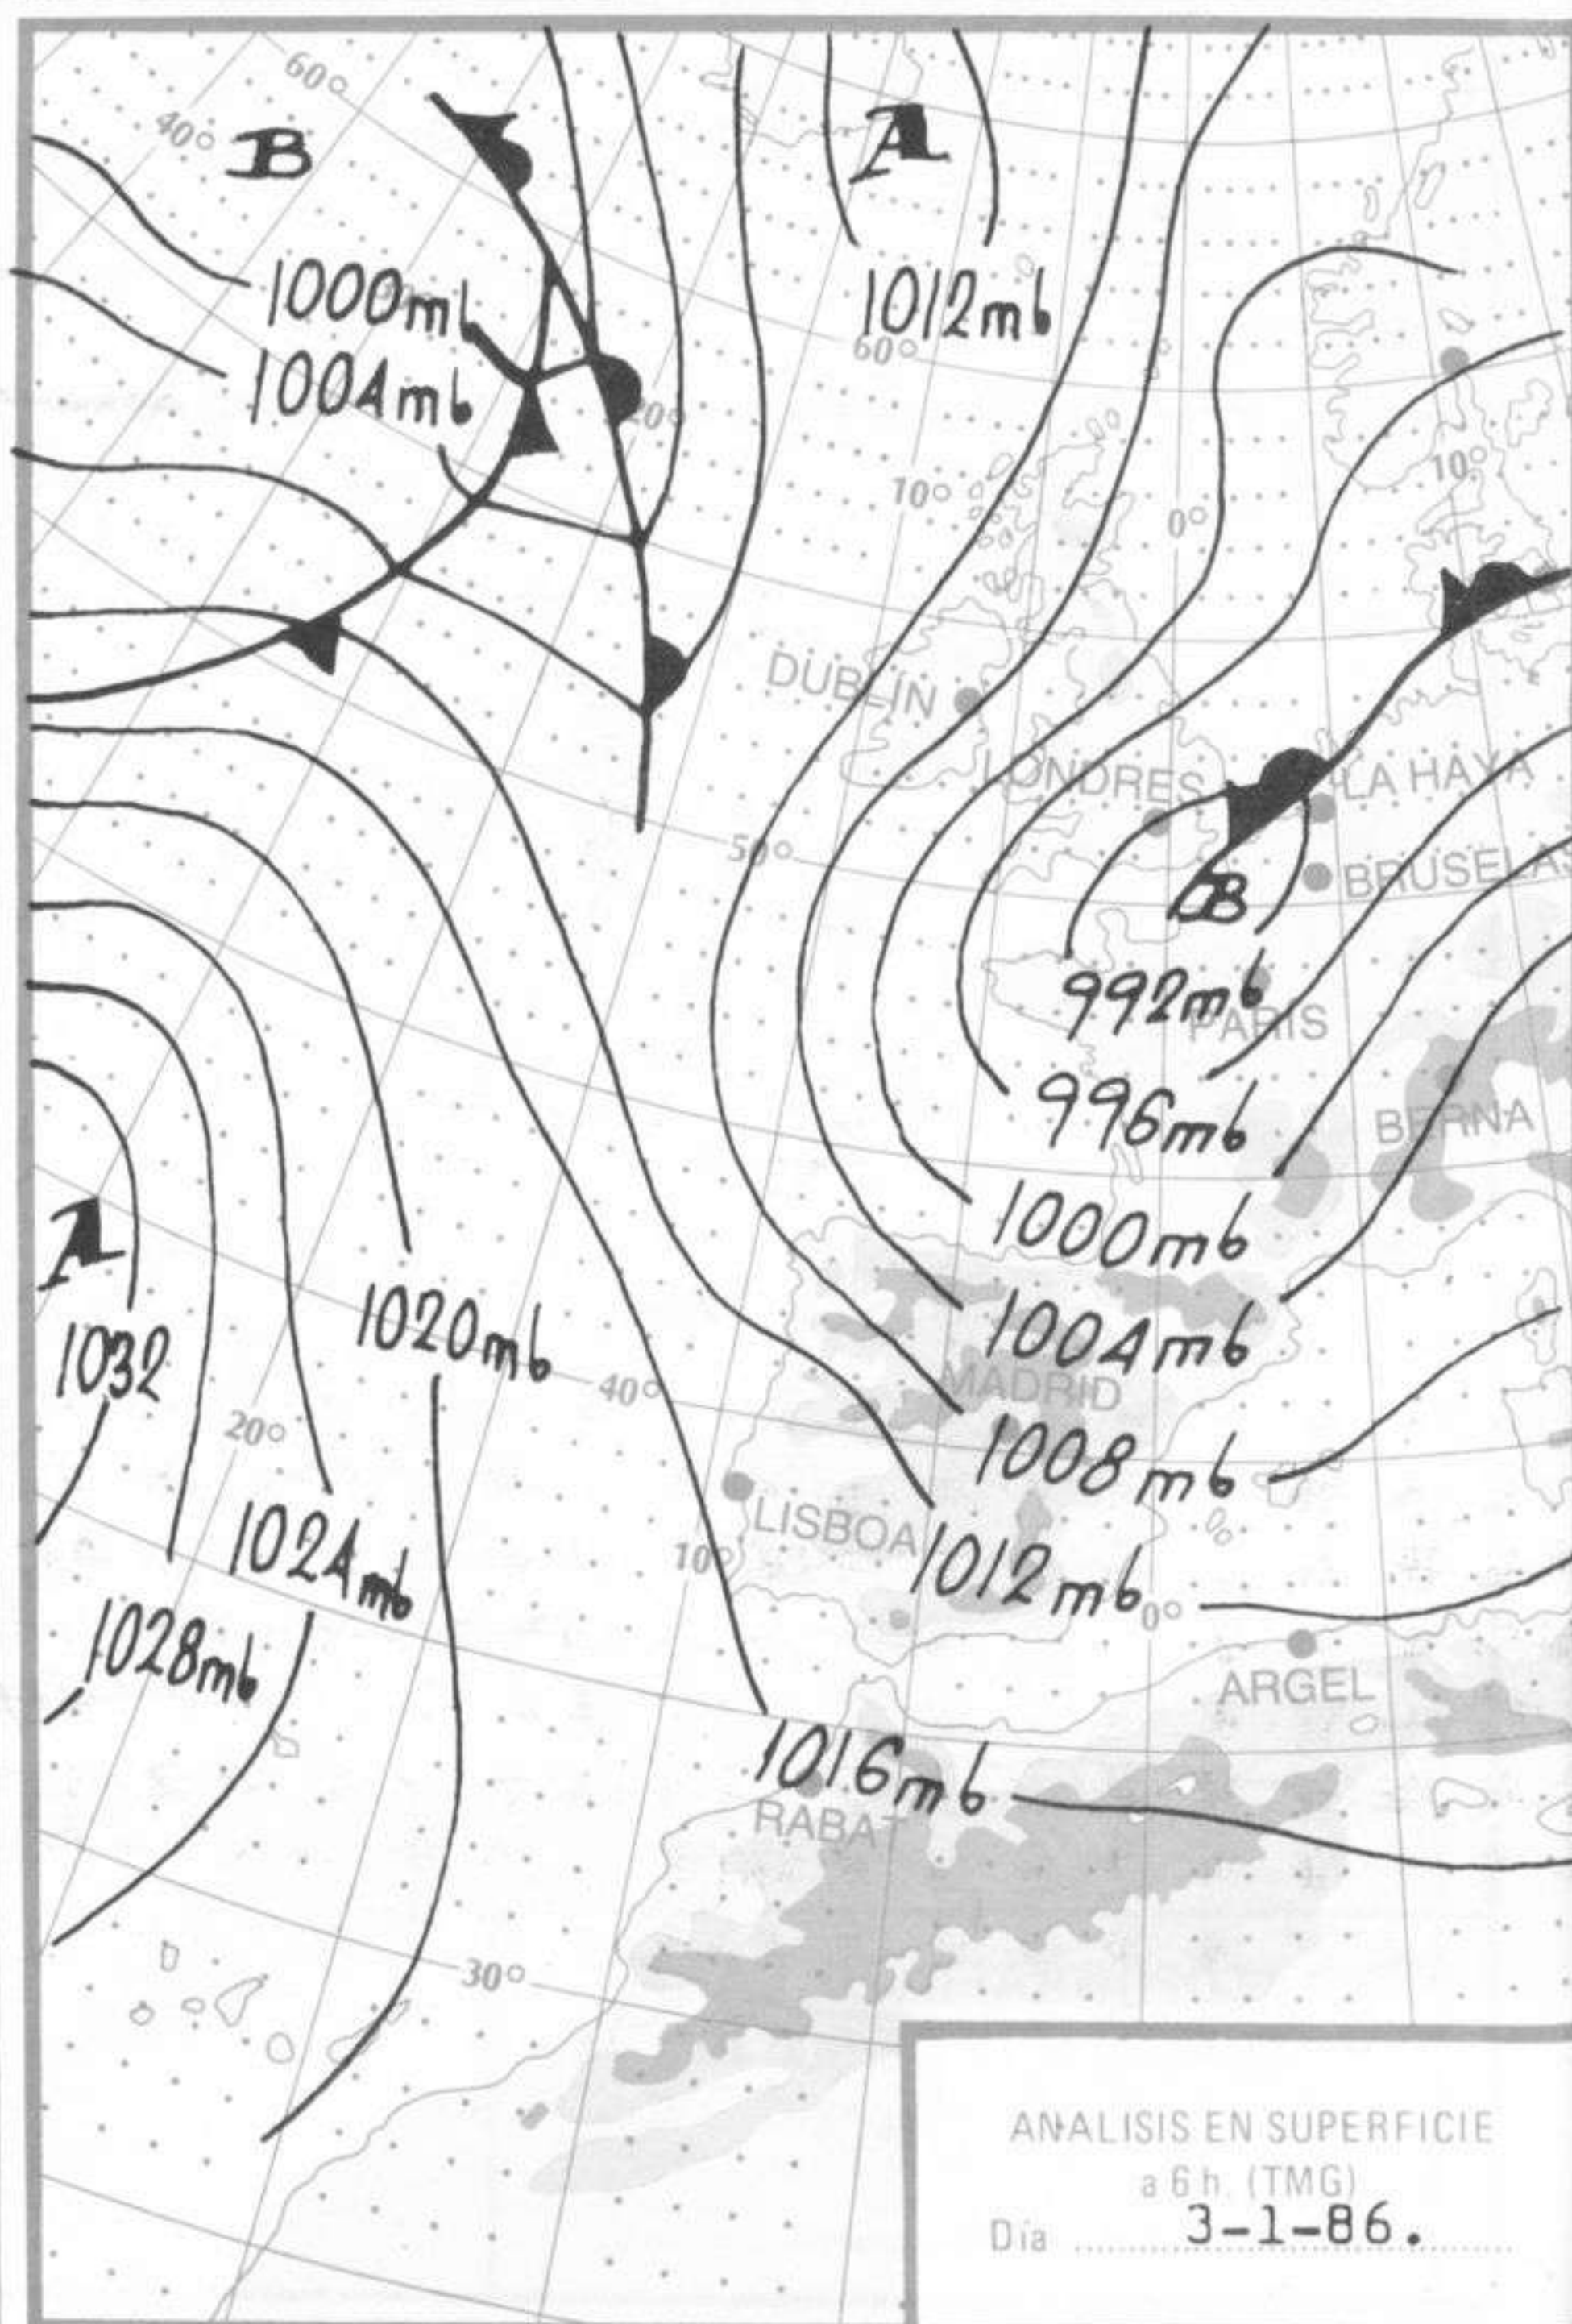 60°
40°
B
A
1000mb
1012mb
60°
1004mb
20°
10°
10°
0°
DUBLIN
LONDRES
LA HAYA
50°
BRUSELAS
B
992mb
PARIS
996mb
BERNA
A
1000mb
1032
1020mb
1004mb
40°
MADRID
20°
1008mb
LISBOA
1024mb
10°
1012mb
0°
1028mb
ARGEL
1016mb
RABAT
30°
ANALISIS EN SUPERFICIE
a 6 h. (TMG)
Día 3-1-86.